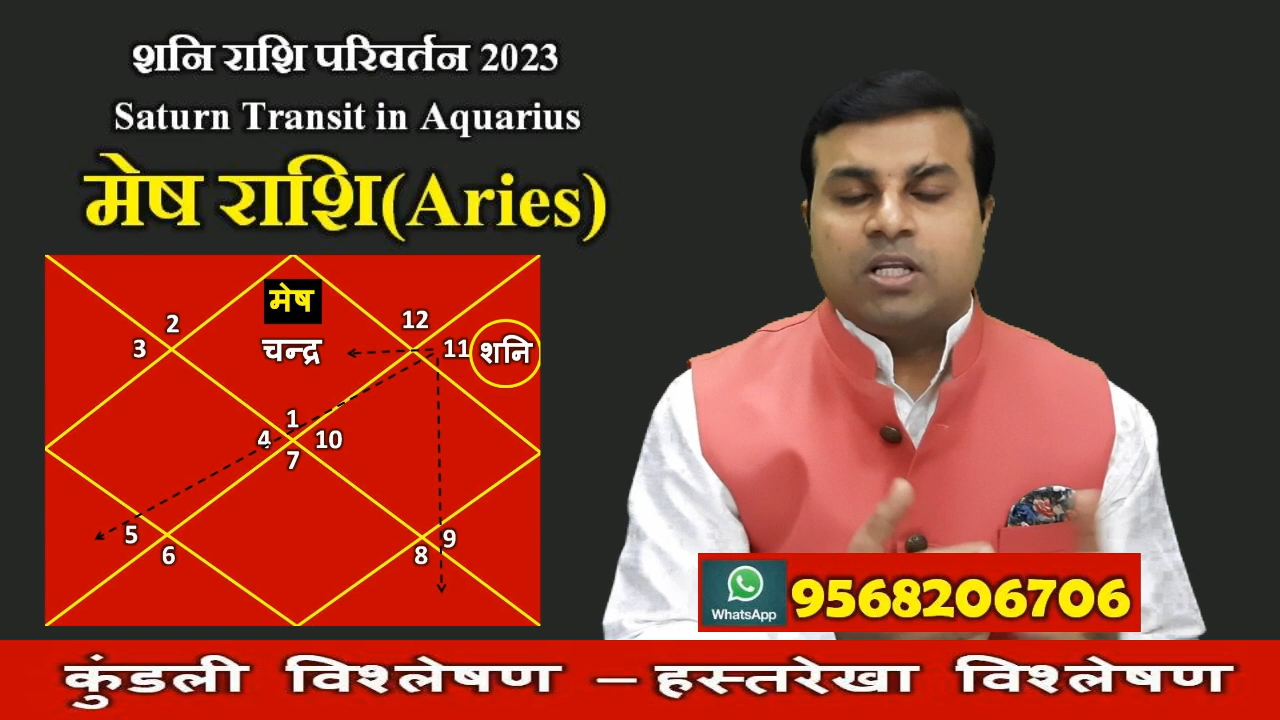 शनि राशि परिवर्तन 2023
Saturn Transit in Aquarius
मेष राशि(Aries)
मेष
चन्द्र
2
3
12
11 शनि
1
4
10
7
5
6
9
8
WhatsApp
9568206706
कुंडली विश्लेषण – हस्तरेखा विश्लेषण